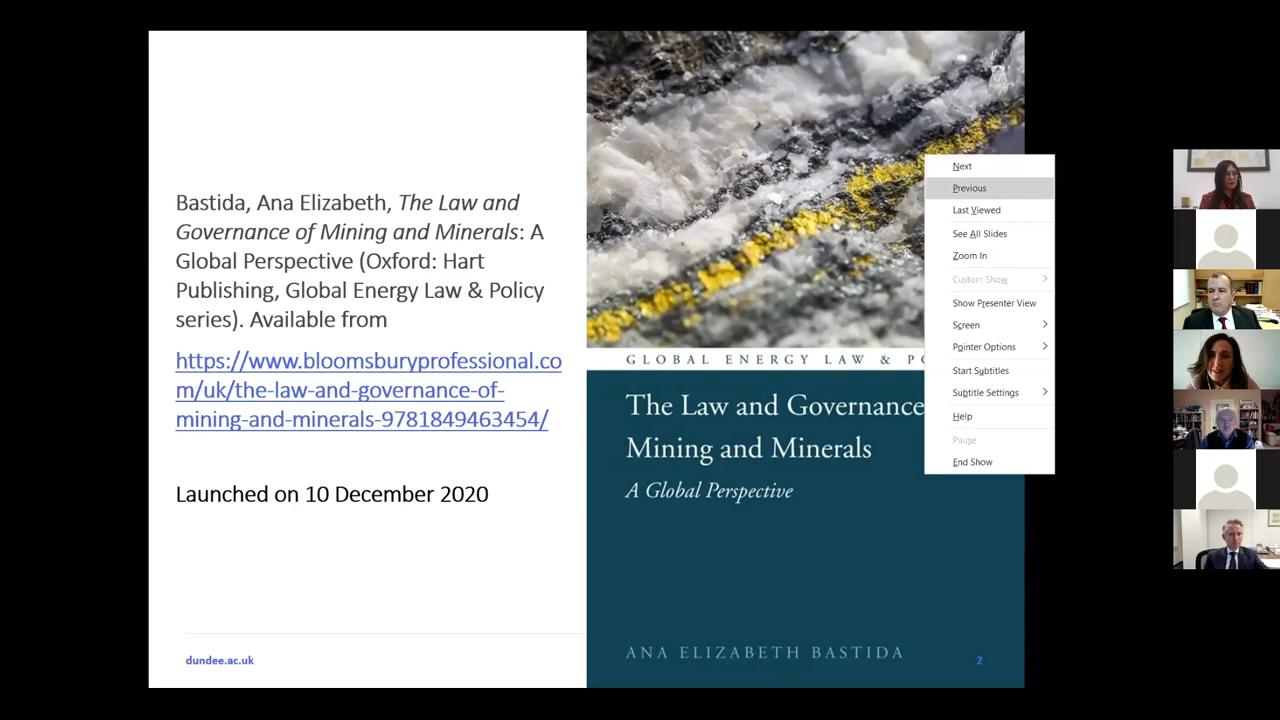 Bastida, Ana Elizabeth, The Law and
Governance of Mining and Minerals: A
Global Perspective (Oxford: Hart
Publishing, Global Energy Law & Policy
series). Available from
https://www.bloomsburyprofessional.co
m/uk/the-law-and-governance-of-
mining-and-minerals-9781849463454/
Launched on 10 December 2020
dundee.ac.uk
GLOBAL ENERGY LAW & PO
The Law and Governance
Mining and Minerals
A Global Perspective
ANA ELIZABETH BASTIDA
2
Next
Previous
Last Viewed
See All Slides
Zoom In
Custom Show
Show Presenter View
Screen
Pointer Options
Start Subtitles
Subtitle Settings
Help
Pause
End Show